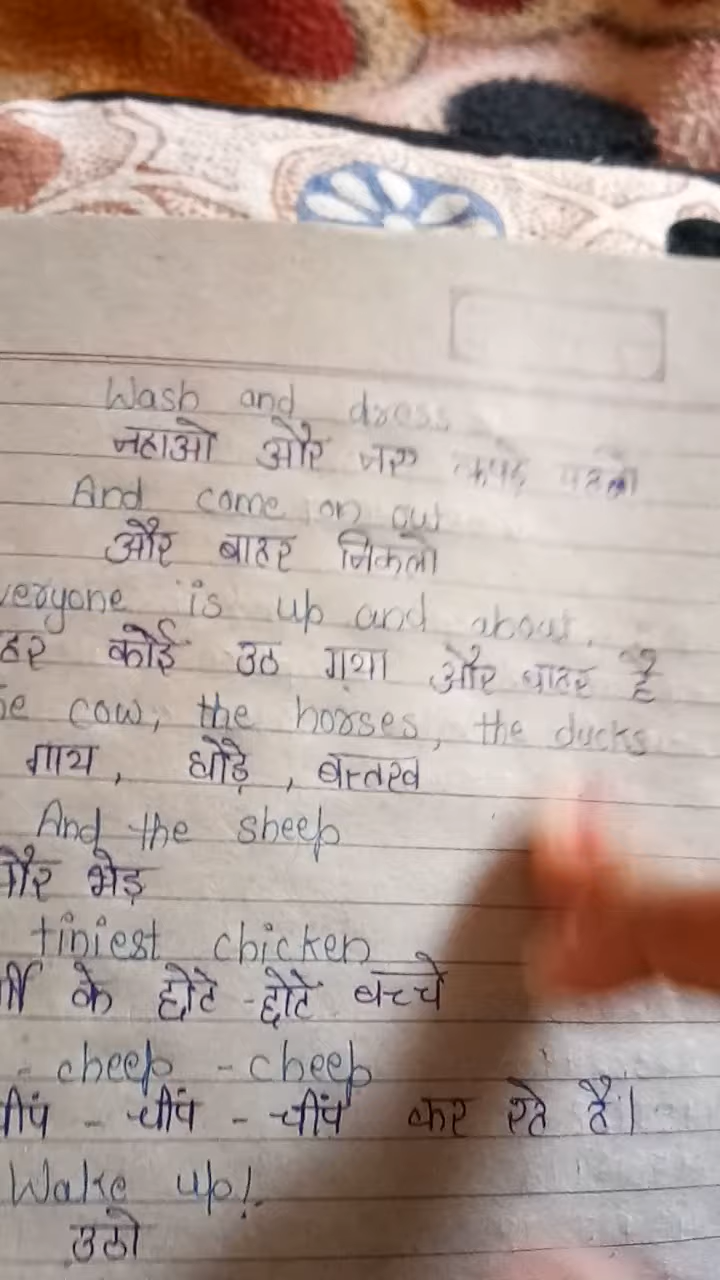 Wash and dress
नहाओ और नए कपड़े पहनो
And come on out
और बाहर निकलो
veryone is up and about.
हर कोई उठ गया और बाहर है
e cow, the horses, the ducks
गाय, घोड़े, बत्तख
And the sheep
और भेड़
tiniest chicken
के छोटे-छोटे बच्चे
- cheep - cheep
चींप - चींप कर रहे है।
Wake up!
उठो